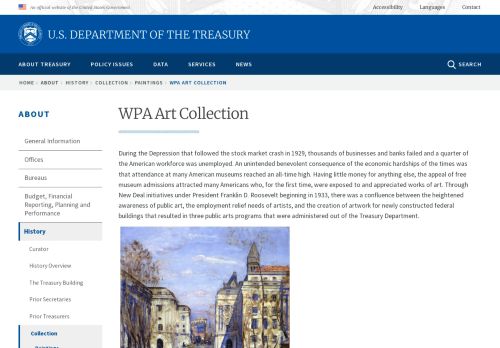 An official website of the United States Government
Accessibility Languages Contact
U.S. DEPARTMENT OF THE TREASURY
ABOUT TREASURY POLICY ISSUES DATA SERVICES NEWS SEARCH
HOME › ABOUT › HISTORY › COLLECTION › PAINTINGS › WPA ART COLLECTION
ABOUT
General Information
Offices
Bureaus
Budget, Financial
Reporting, Planning and
Performance
History
Curator
History Overview
The Treasury Building
Prior Secretaries
Prior Treasurers
Collection
Paintings
WPA Art Collection
During the Depression that followed the stock market crash in 1929, thousands of businesses and banks failed and a quarter of
the American workforce was unemployed. An unintended benevolent consequence of the economic hardships of the times was
that attendance at many American museums reached an all-time high. Having little money for anything else, the appeal of free
museum admissions attracted many Americans who, for the first time, were exposed to and appreciated works of art. Through
New Deal initiatives under President Franklin D. Roosevelt beginning in 1933, there was a confluence between the heightened
awareness of public art, the employment relief needs of artists, and the creation of artwork for newly constructed federal
buildings that resulted in three public arts programs that were administered out of the Treasury Department.